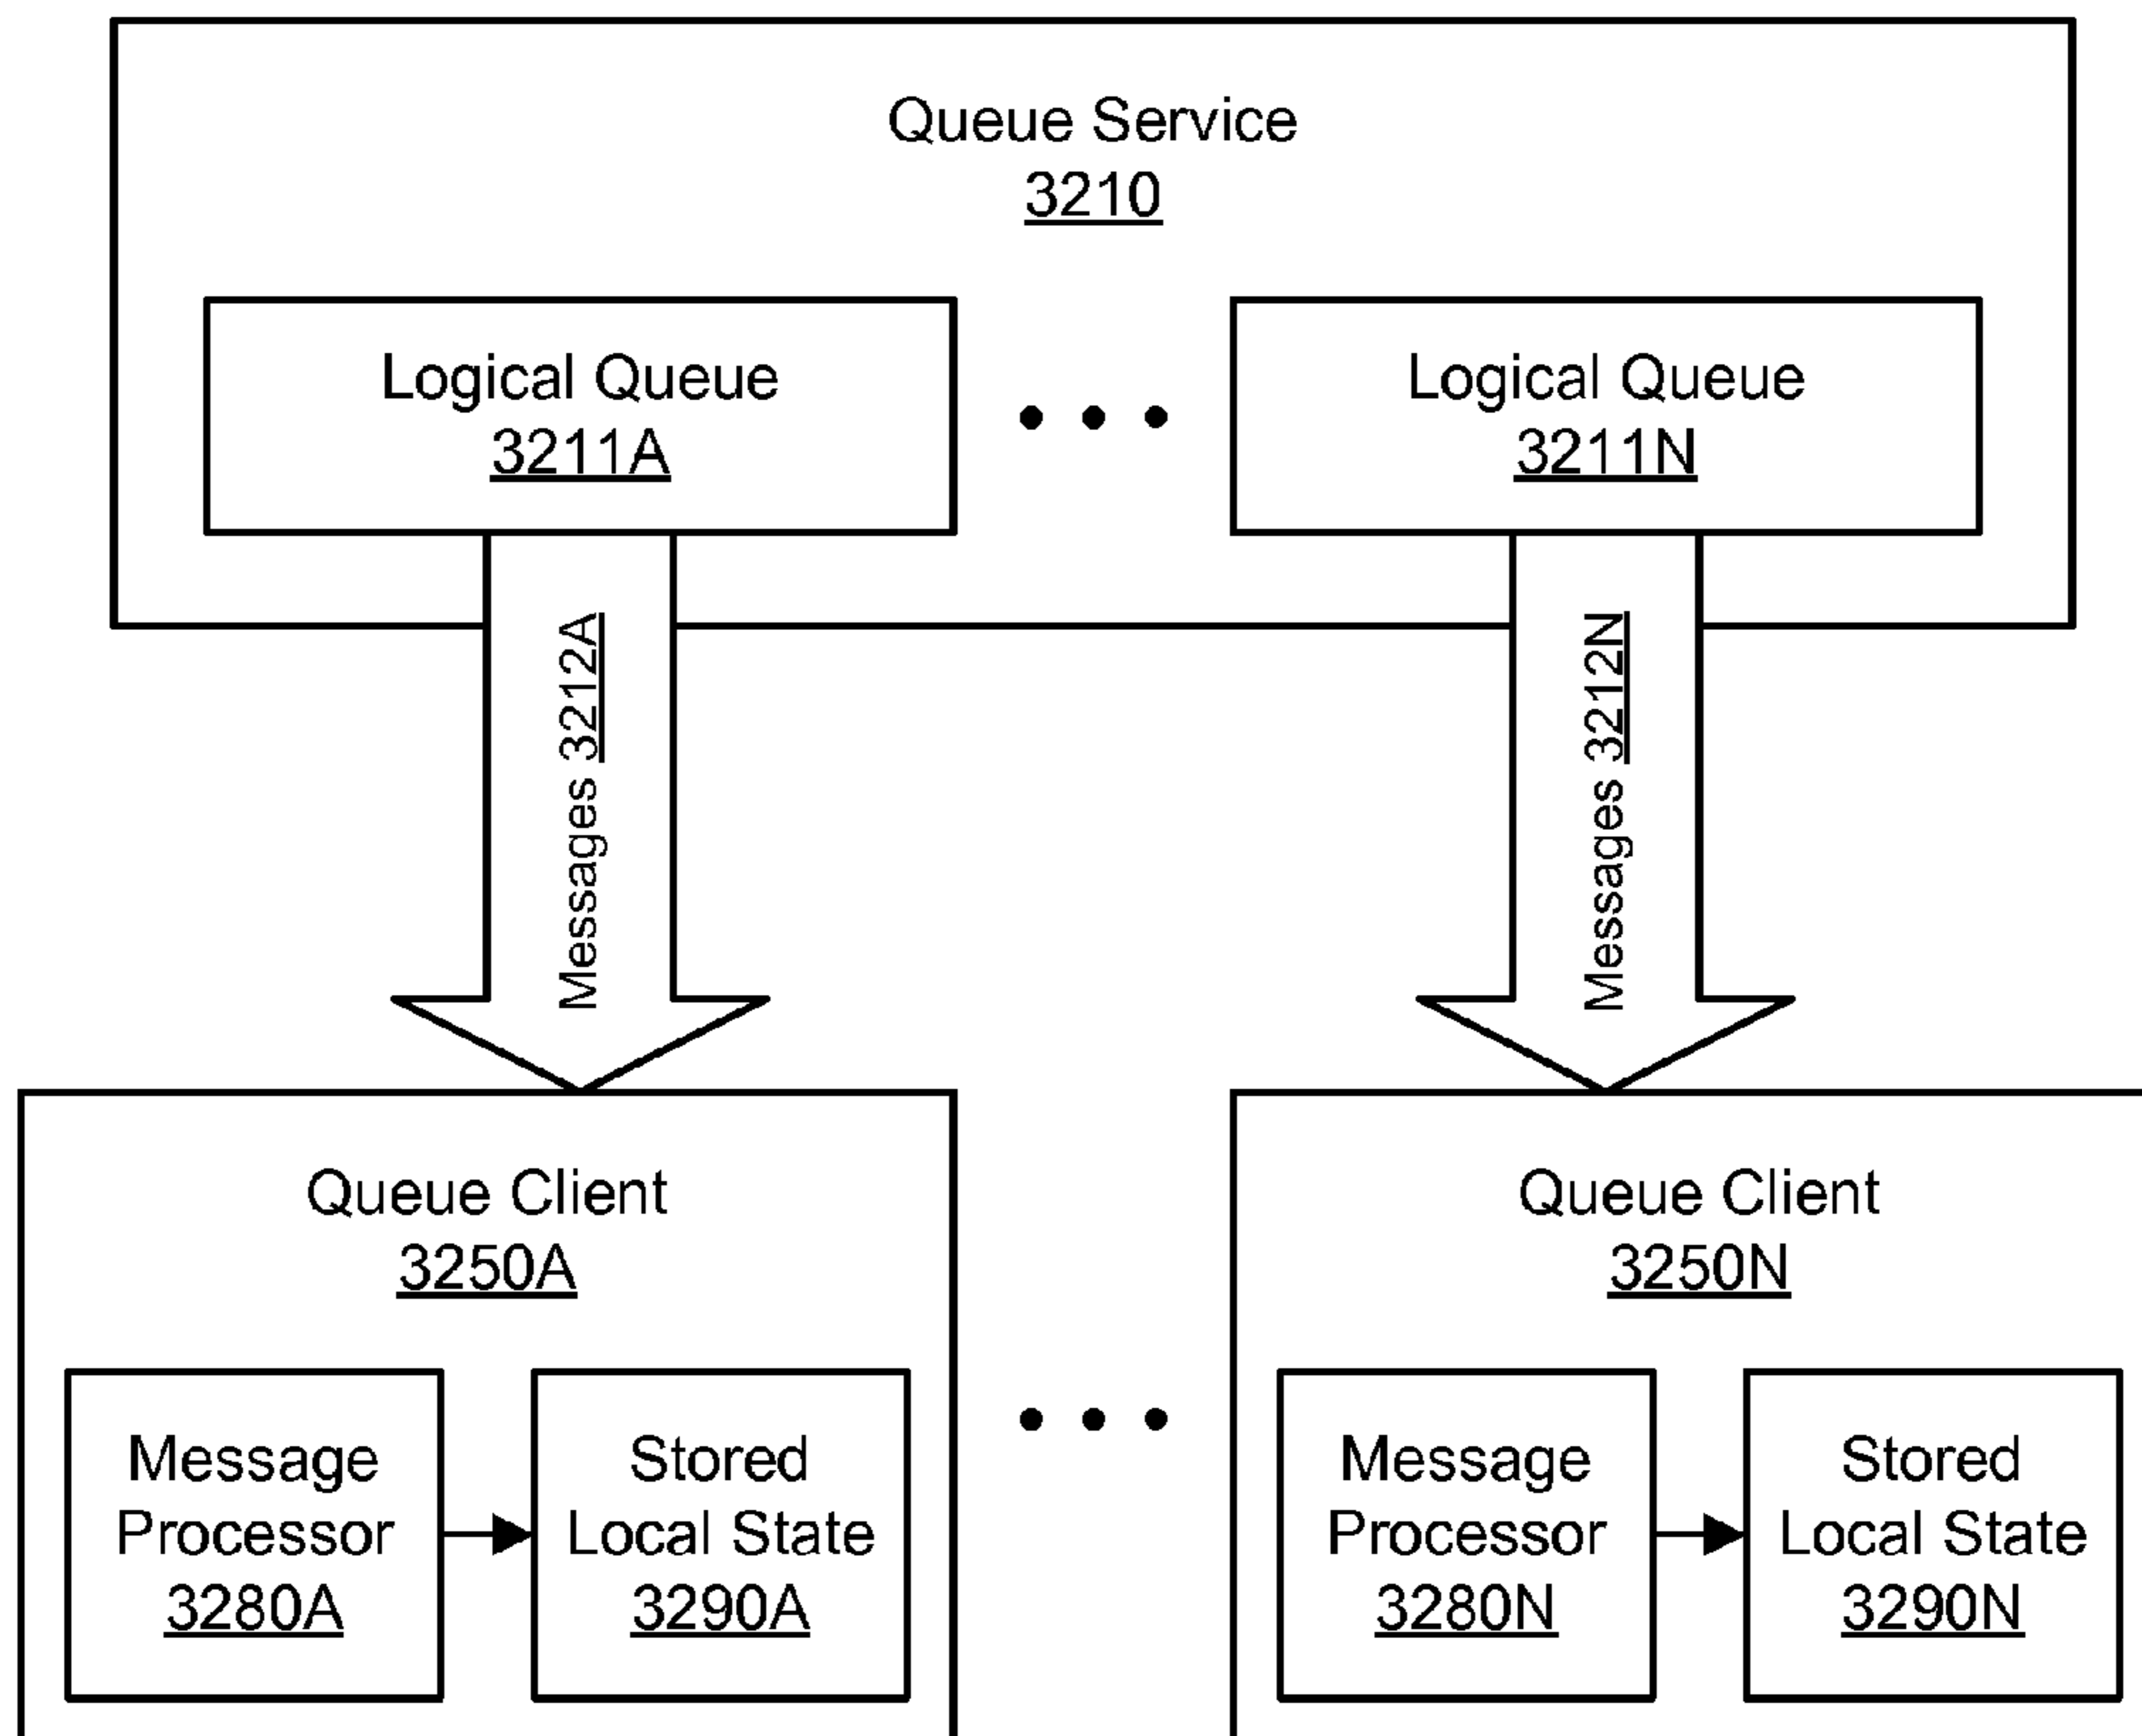 Queue Service
3210
Logical Queue
3211A
Logical Queue
3211N
Messages 3212A
Messages 3212N
Queue Client
3250A
Queue Client
3250N
Message
Processor
3280A
Stored
Local State
3290A
Message
Processor
3280N
Stored
Local State
3290N